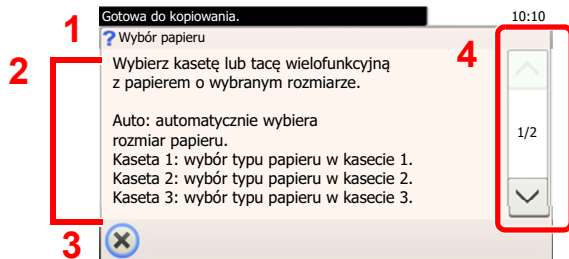 Gotowa do kopiowania.
10:10
1
? Wybór papieru
2
4
Wybierz kasetę lub tacę wielofunkcyjną
z papierem o wybranym rozmiarze.
Auto: automatycznie wybiera
rozmiar papieru.
1/2
Kaseta 1: wybór typu papieru w kasecie 1.
Kaseta 2: wybór typu papieru w kasecie 2.
Kaseta 3: wybór typu papieru w kasecie 3.
3